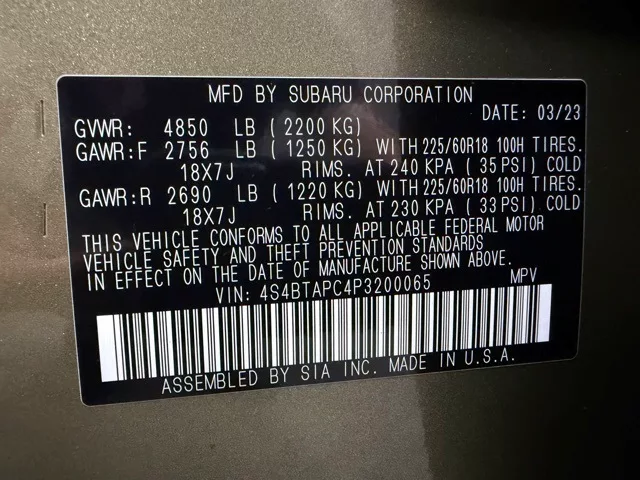 MFD BY SUBARU CORPORATION
DATE: 03/23
GVWR: 4850 LB (2200 KG)
GAWR:F 2756 LB (1250 KG) WITH 225/60R18 100H TIRES.
18X7J RIMS. AT 240 KPA (35 PSI) COLD
GAWR:R 2690 LB (1220 KG) WITH 225/60R18 100H TIRES.
18X7J RIMS. AT 230 KPA (33 PSI) COLD
THIS VEHICLE CONFORMS TO ALL APPLICABLE FEDERAL MOTOR
VEHICLE SAFETY AND THEFT PREVENTION STANDARDS
IN EFFECT ON THE DATE OF MANUFACTURE SHOWN ABOVE.
VIN: 4S4BTAPC4P3200065 MPV
ASSEMBLED BY SIA INC. MADE IN U.S.A.